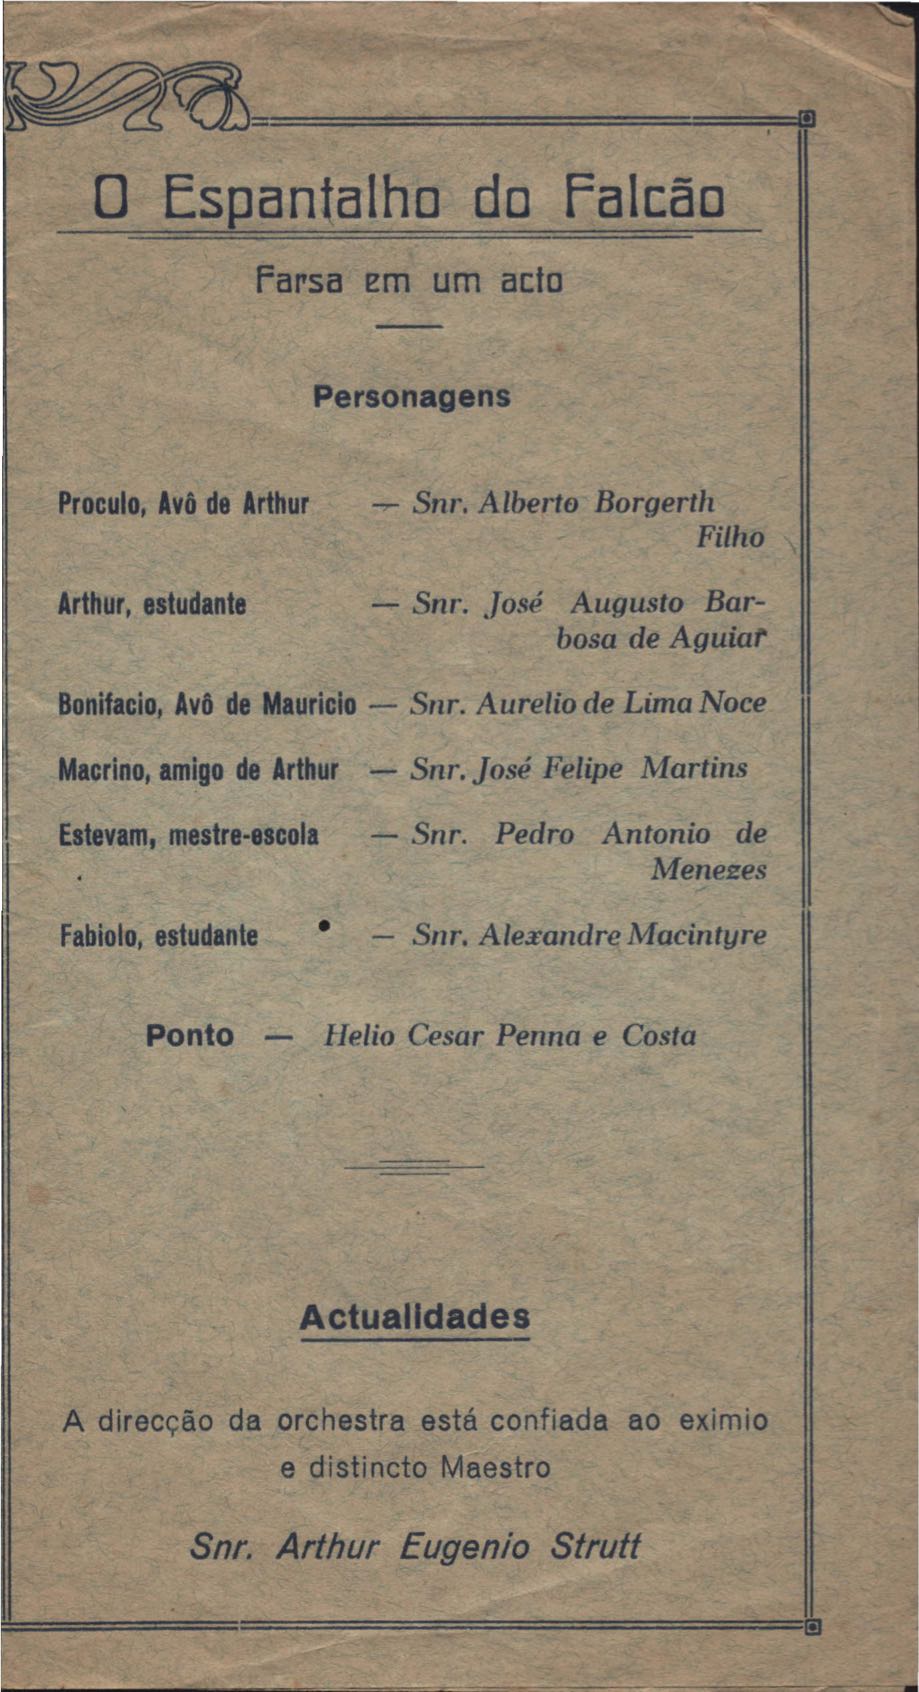 O Espantalho do Falcão
Farsa em um acto
Personagens
Proculo, Avô de Arthur — Snr. Alberto Borgerth
Filho
Arthur, estudante — Snr. José Augusto Bar-
bosa de Aguiar
Bonifacio, Avô de Mauricio — Snr. Aurelio de Lima Noce
Macrino, amigo de Arthur — Snr. José Felipe Martins
Estevam, mestre-escola — Snr. Pedro Antonio de
Menezes
Fabiolo, estudante — Snr. Alexandre Macintyre
Ponto — Helio Cesar Penna e Costa
Actualidades
A direcção da orchestra está confiada ao eximio
e distincto Maestro
Snr. Arthur Eugenio Strutt